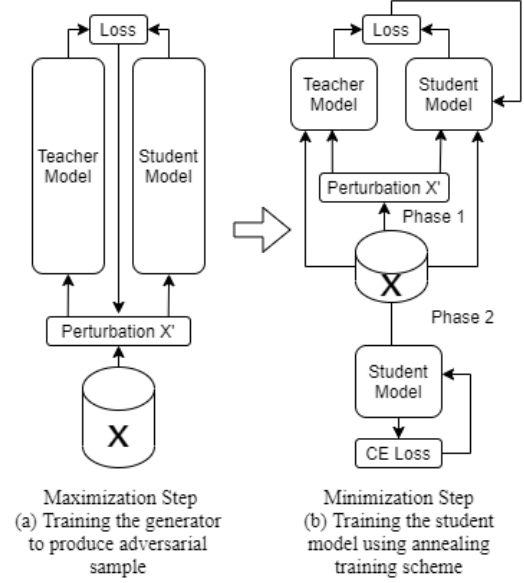 Loss
Teacher
Model
Student
Model
Perturbation X'
X
Maximization Step
(a) Training the generator
to produce adversarial
sample
Loss
Teacher
Model
Student
Model
Perturbation X'
Phase 1
X
Phase 2
Student
Model
CE Loss
Minimization Step
(b) Training the student
model using annealing
training scheme